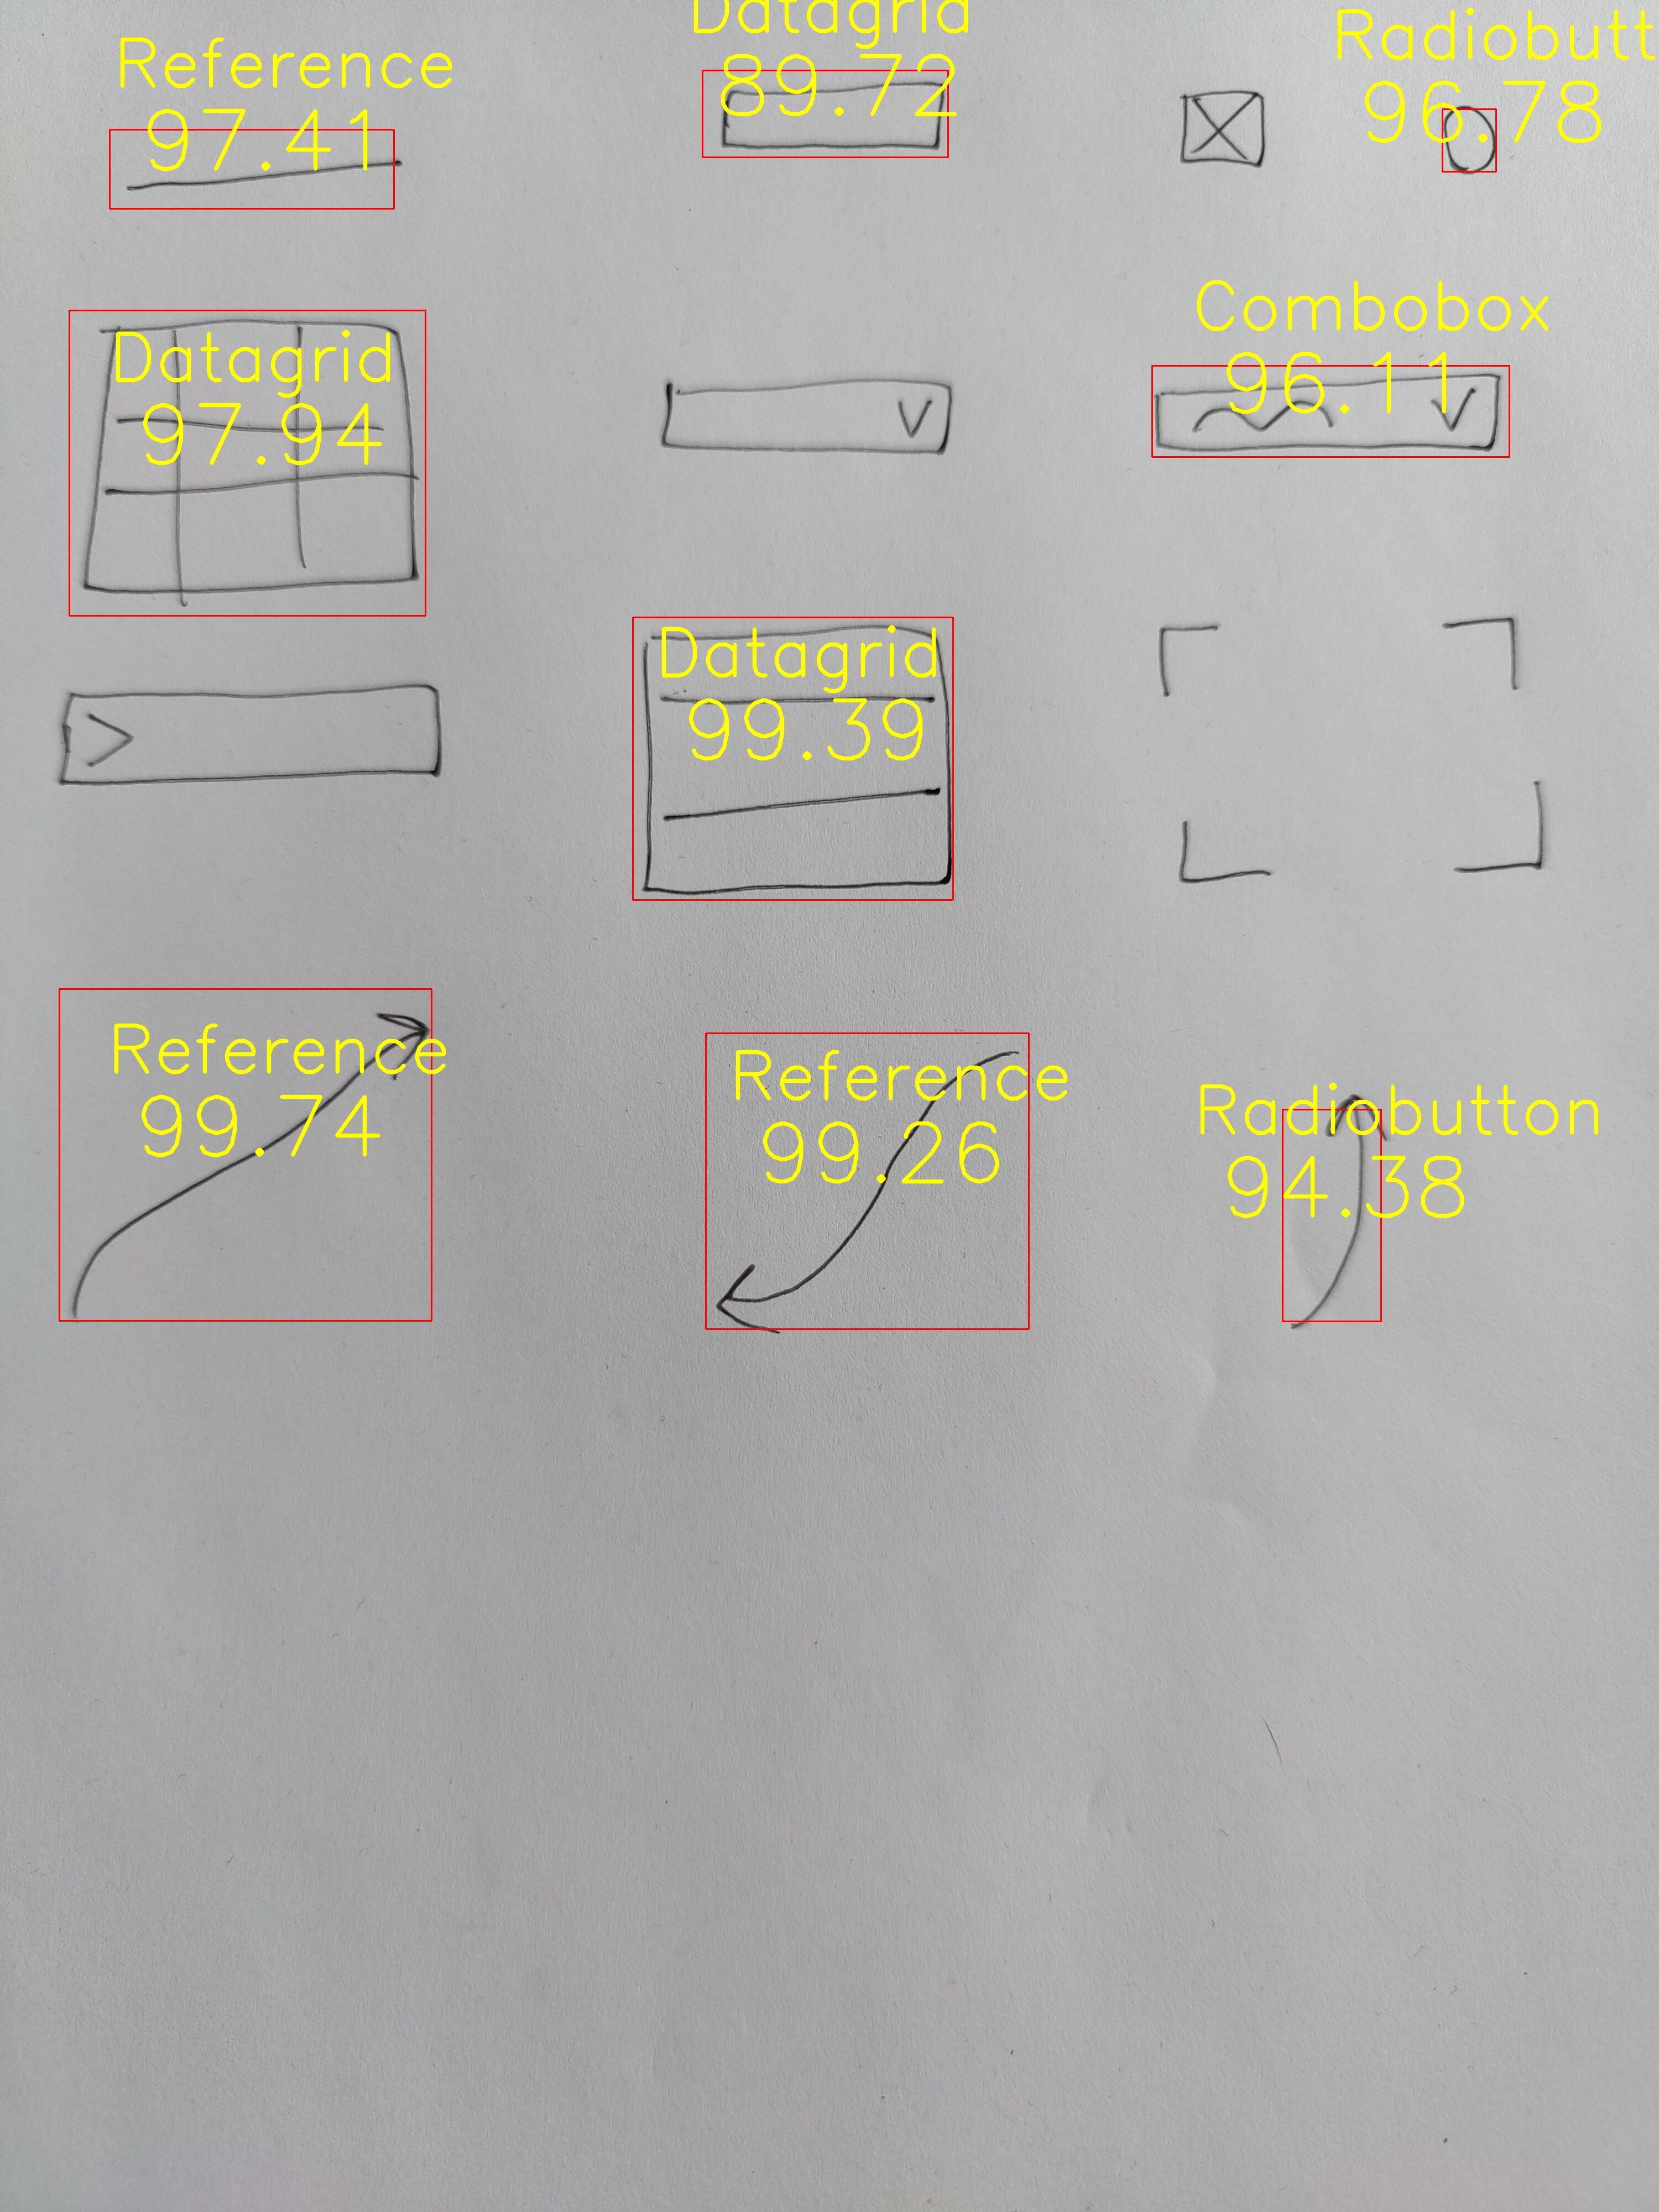 Reference
97.41
Datagrid
89.72
Radiobutt
96.78
Datagrid
97.94
Combobox
96.11
Datagrid
99.39
Reference
99.74
Reference
99.26
Radiobutton
94.38